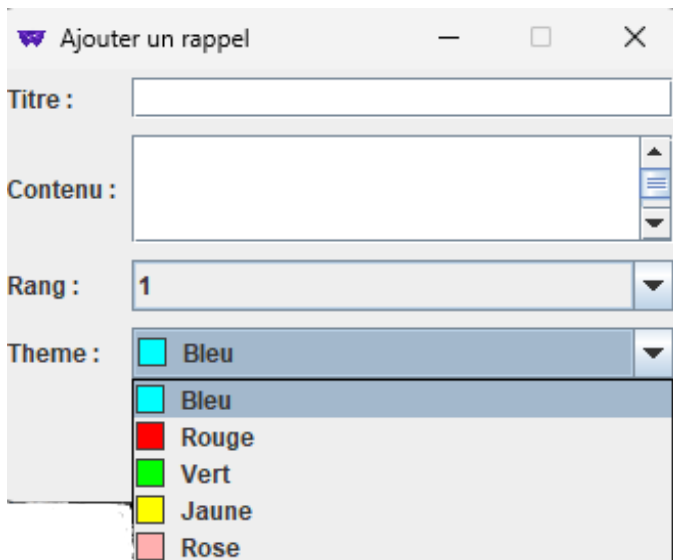 Ajouter un rappel
Titre :
Contenu :
Rang : 1
Theme : Bleu
Bleu
Rouge
Vert
Jaune
Rose